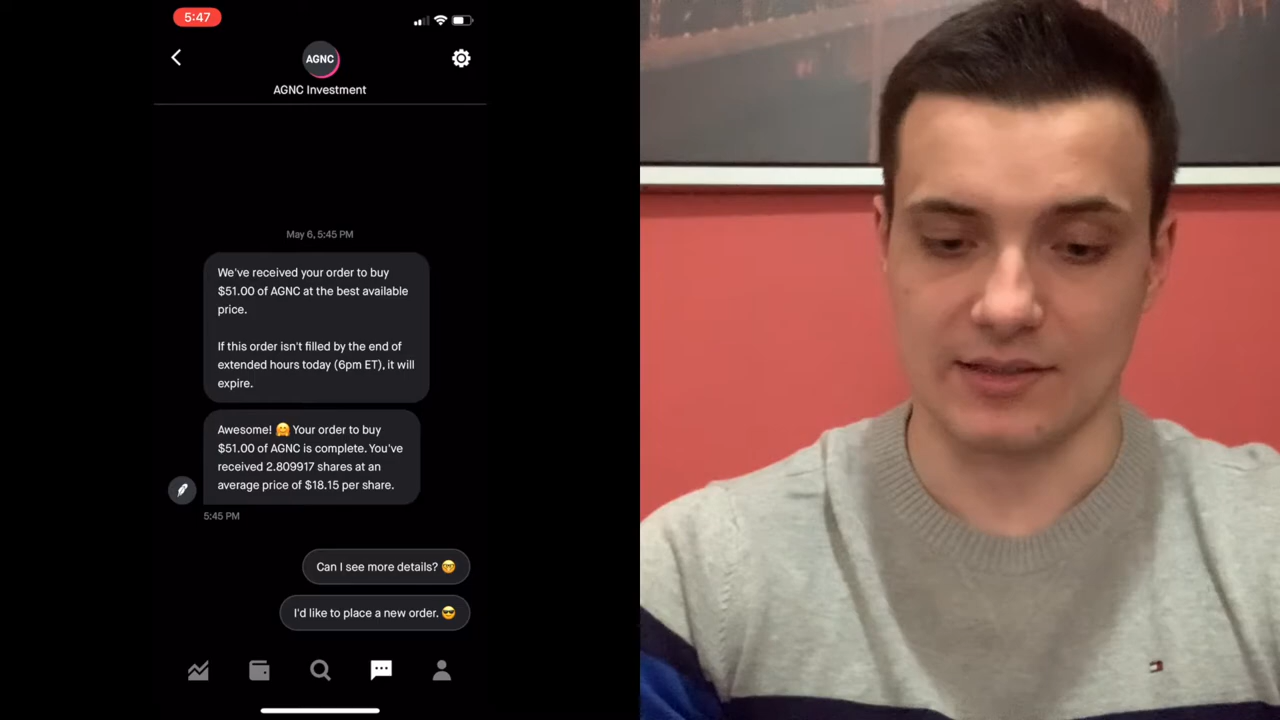 5:47
AGNC
AGNC Investment
May 6, 5:45 PM
We've received your order to buy
$51.00 of AGNC at the best available
price.
If this order isn't filled by the end of
extended hours today (6pm ET), it will
expire.
Awesome! 🤗 Your order to buy
$51.00 of AGNC is complete. You've
received 2.809917 shares at an
average price of $18.15 per share.
5:45 PM
Can I see more details? 🤓
I'd like to place a new order. 😎